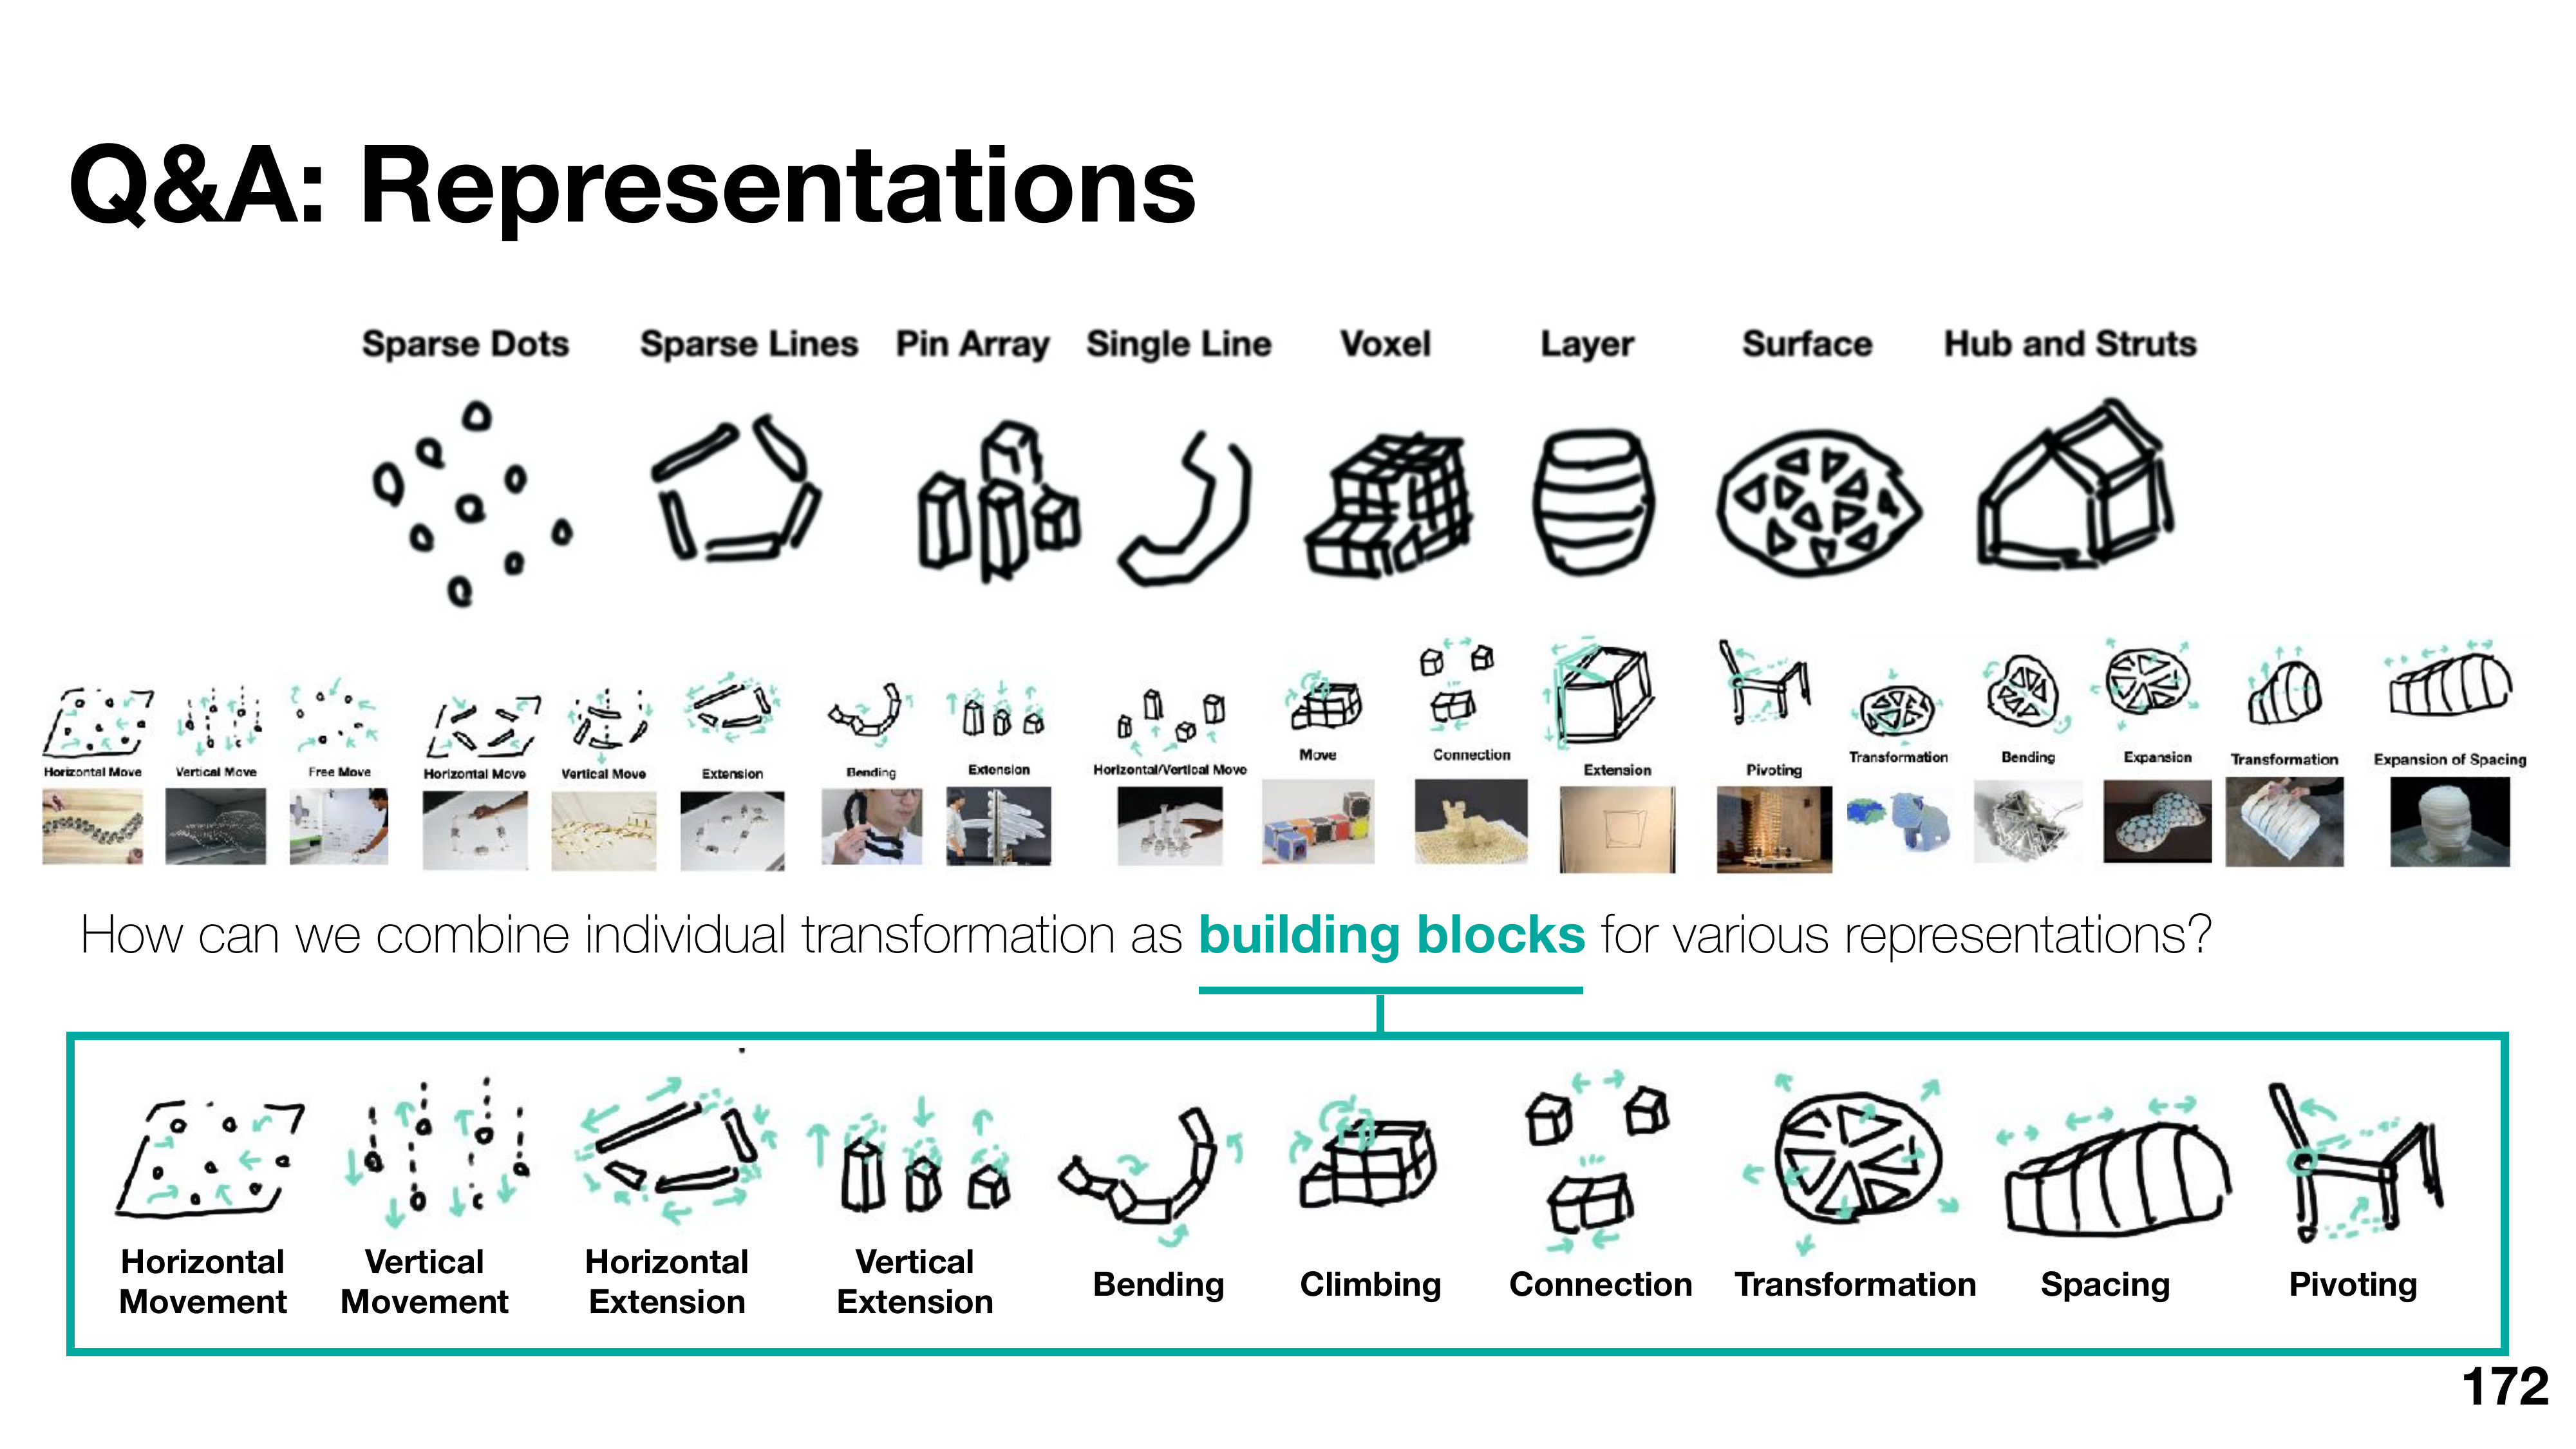 Q&A: Representations
Sparse Dots Sparse Lines Pin Array Single Line Voxel Layer Surface Hub and Struts
Horizontal Move Vertical Move Free Move Horizontal Move Vertical Move Extension Bending Extension Horizontal/Vertical Move Move Connection Extension Pivoting Transformation Bending Expansion Transformation Expansion of Spacing
How can we combine individual transformation as building blocks for various representations?
Horizontal Movement
Vertical Movement
Horizontal Extension
Vertical Extension
Bending
Climbing
Connection
Transformation
Spacing
Pivoting
172